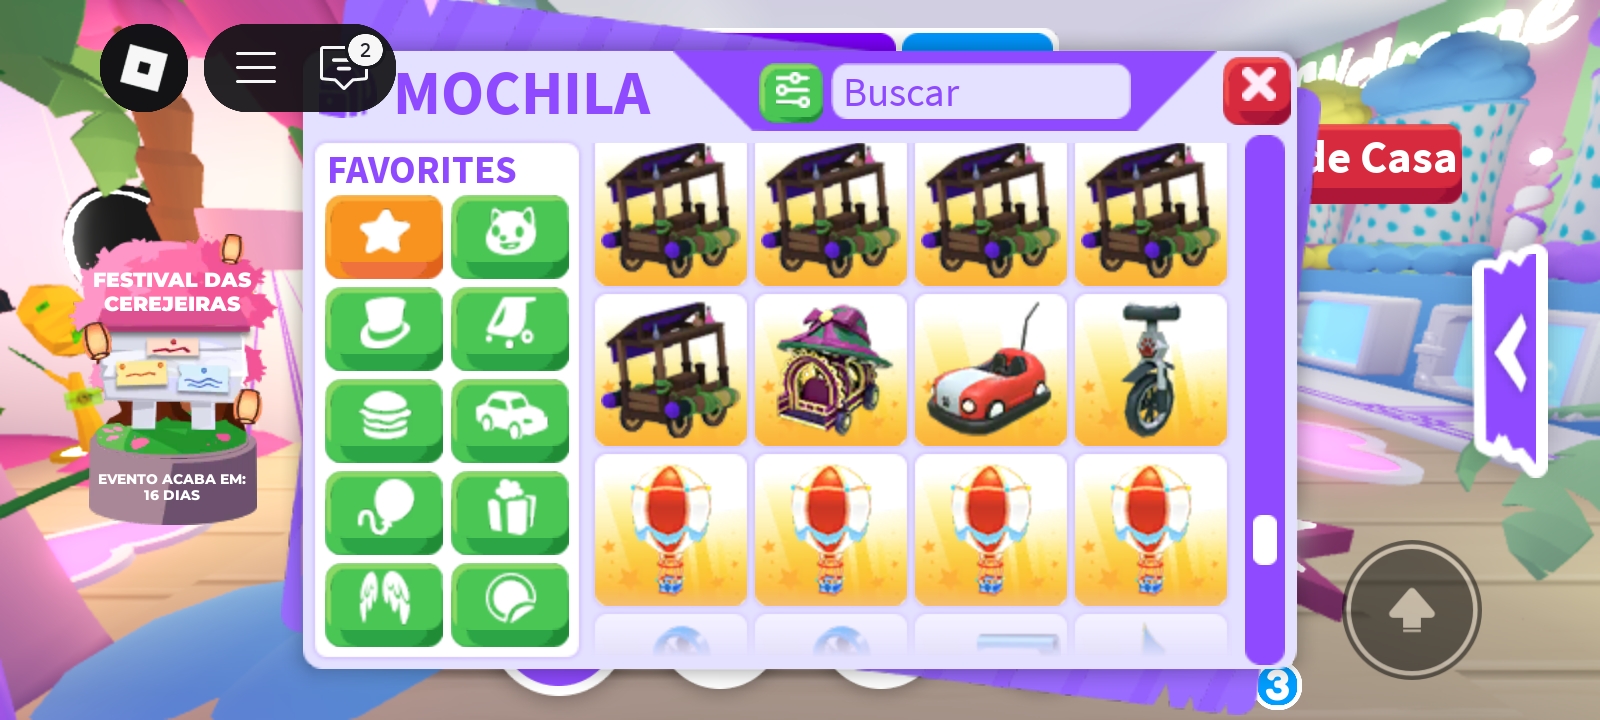 2
MOCHILA
Buscar
FAVORITES
de Casa
FESTIVAL DAS
CEREJEIRAS
EVENTO ACABA EM:
16 DIAS
3